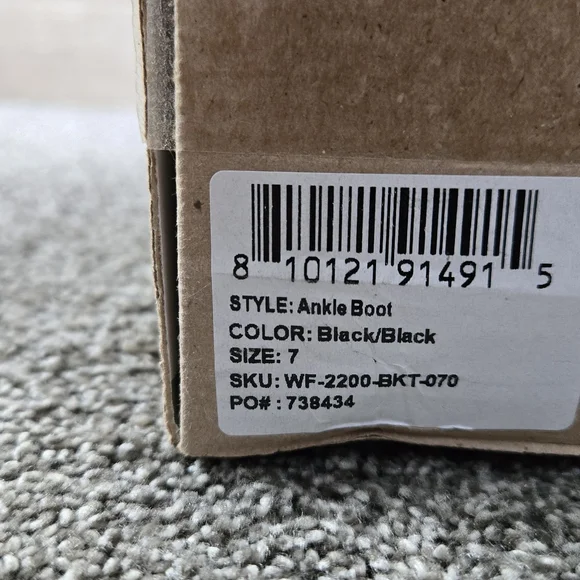 8 10121 91491 5
STYLE: Ankle Boot
COLOR: Black/Black
SIZE: 7
SKU: WF-2200-BKT-070
PO# : 738434